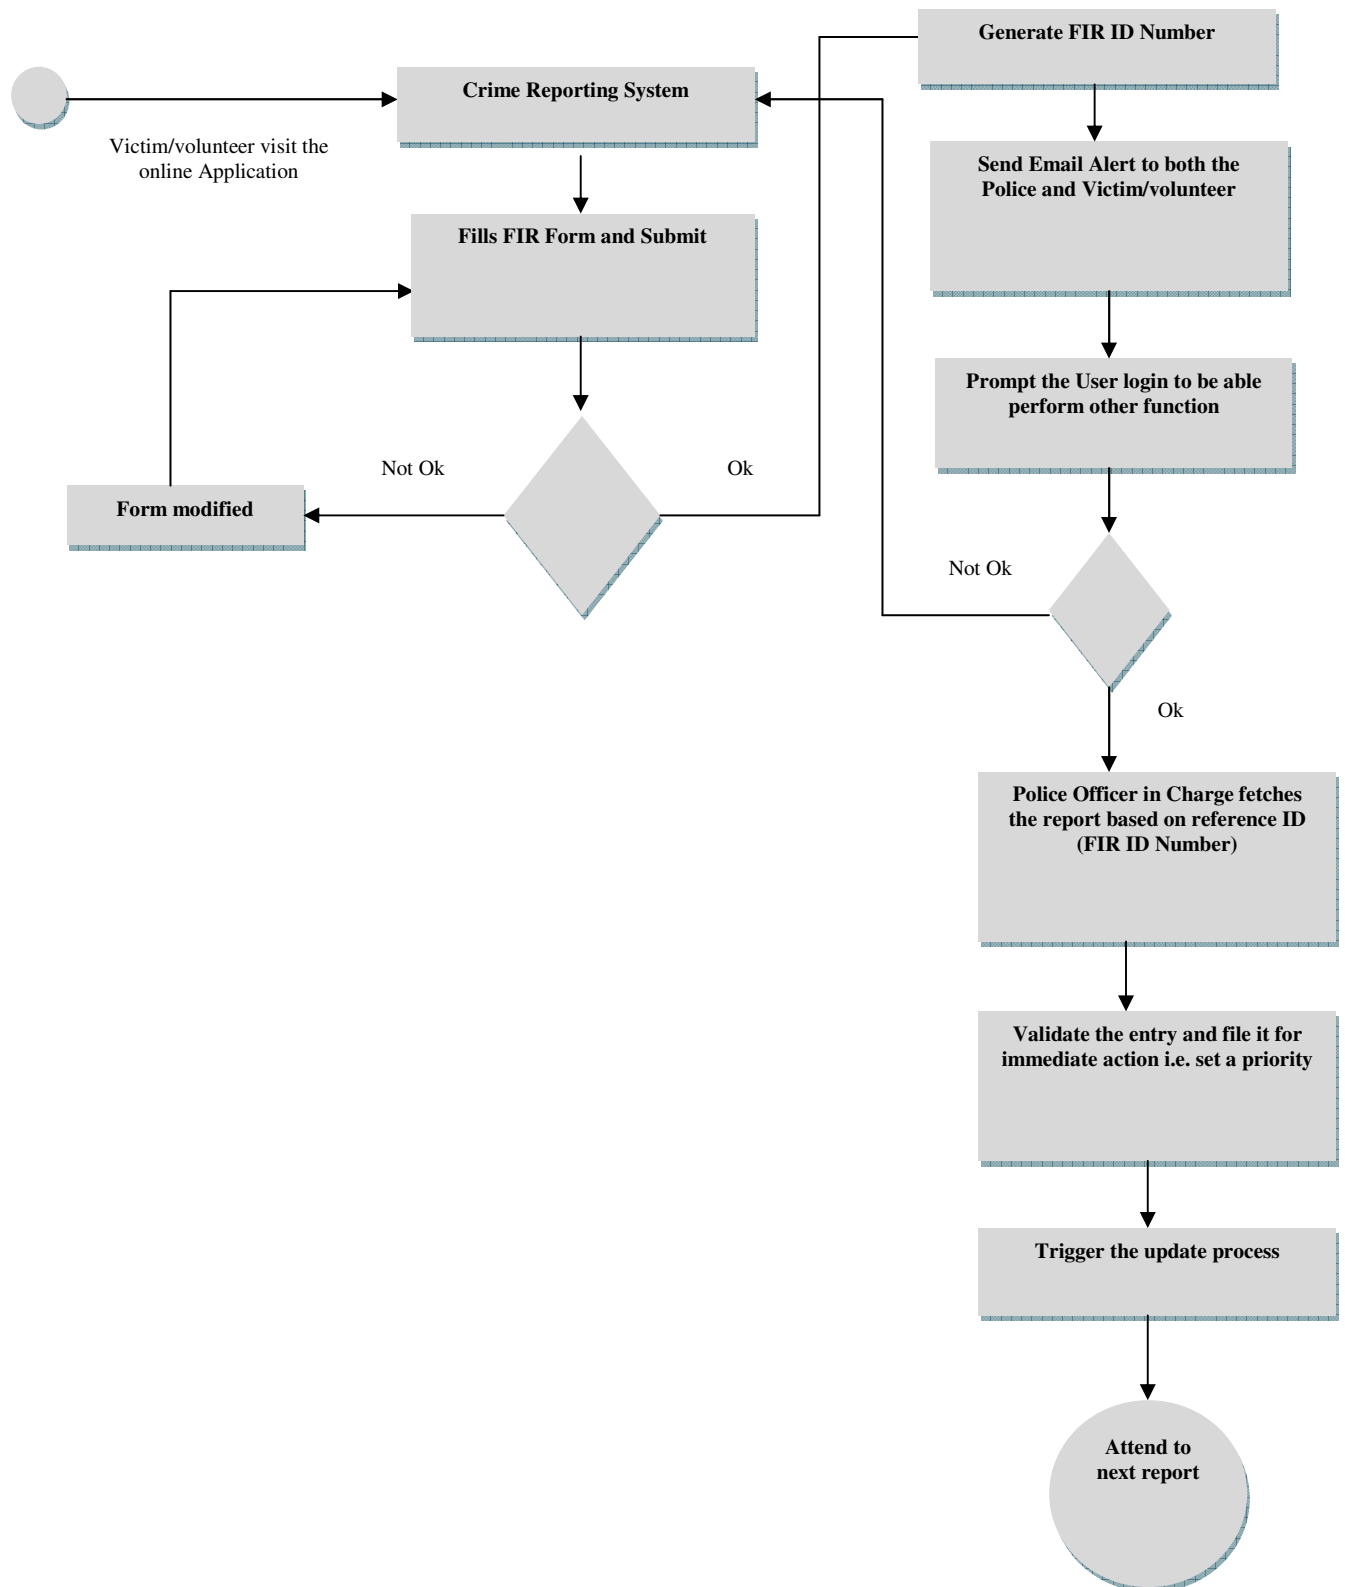 Victim/volunteer visit the
online Application
Crime Reporting System
Fills FIR Form and Submit
Not Ok
Ok
Form modified
Generate FIR ID Number
Send Email Alert to both the
Police and Victim/volunteer
Prompt the User login to be able
perform other function
Not Ok
Ok
Police Officer in Charge fetches
the report based on reference ID
(FIR ID Number)
Validate the entry and file it for
immediate action i.e. set a priority
Trigger the update process
Attend to
next report